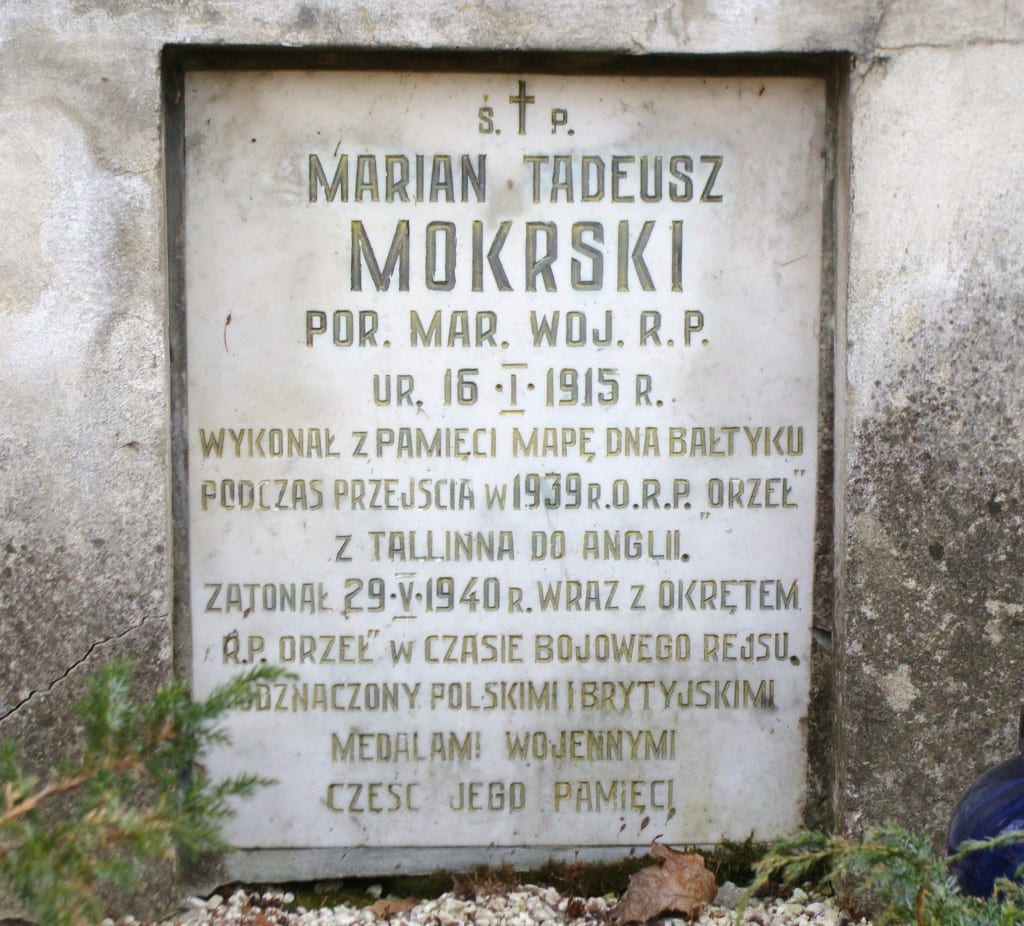 Ś. † P.
MARIAN TADEUSZ
MOKRSKI
POR. MAR. WOJ. R. P.
UR. 16·I·1915 R.
WYKONAŁ Z PAMIĘCI MAPĘ DNA BAŁTYKU
PODCZAS PRZEJŚCIA W 1939 R. O.R.P. „ORZEŁ"
Z TALLINNA DO ANGLII.
ZATONĄŁ 29·V·1940 R. WRAZ Z OKRĘTEM
R.P. ORZEŁ" W CZASIE BOJOWEGO REJSU.
ODZNACZONY POLSKIMI I BRYTYJSKIMI
MEDALAMI WOJENNYMI
CZEŚĆ JEGO PAMIĘCI